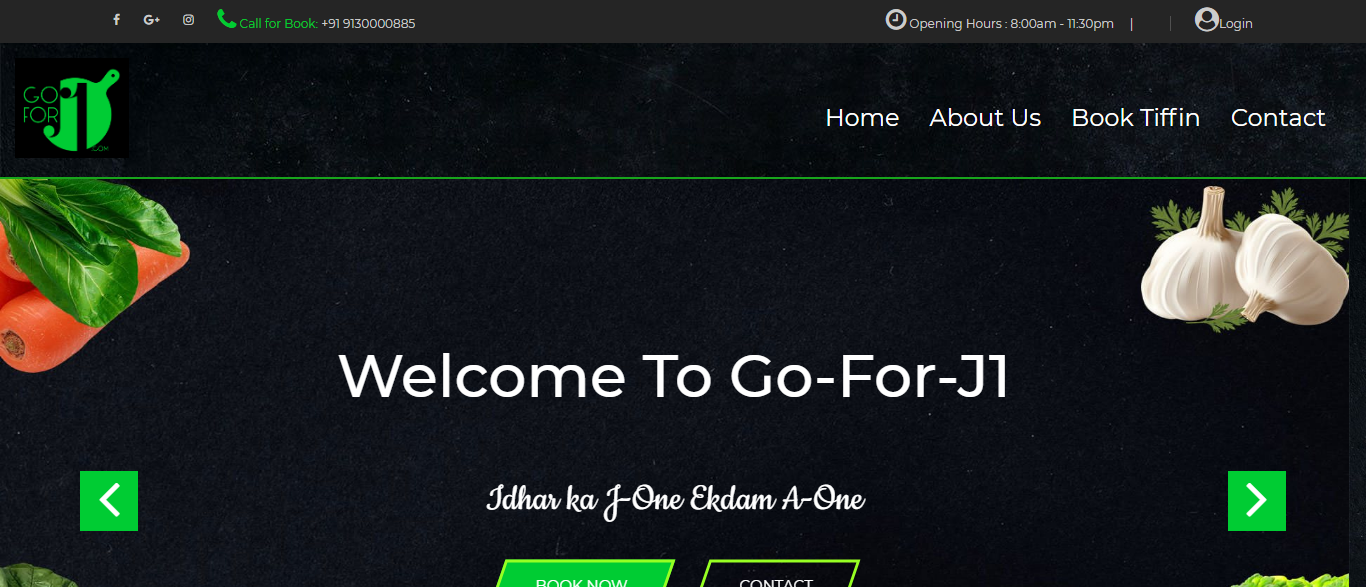 Call for Book: +91 9130000885
Opening Hours : 8:00am - 11:30pm | | Login
GO
FOR
J1
.COM
Home About Us Book Tiffin Contact
Welcome To Go-For-J1
Idhar ka J-One Ekdam A-One
BOOK NOW CONTACT